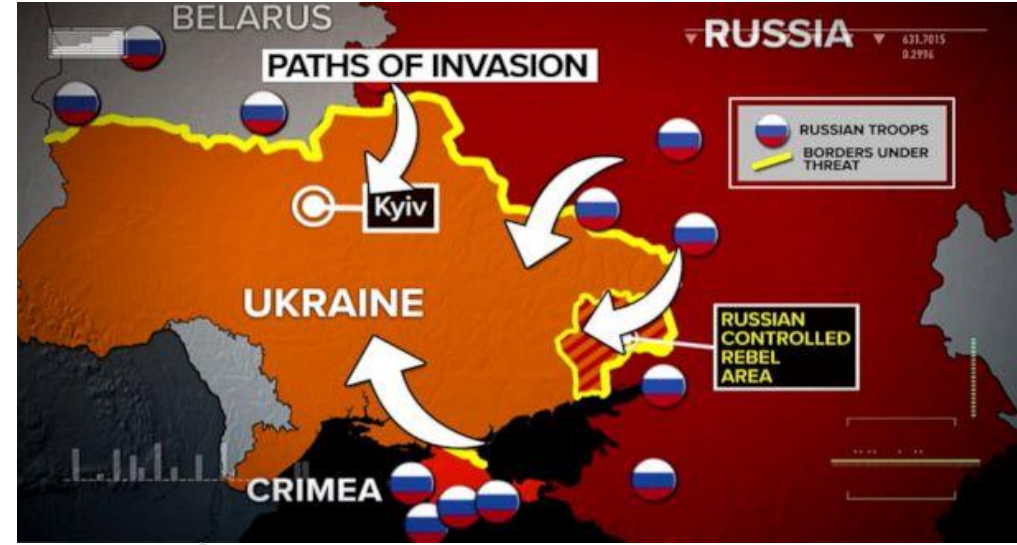 BELARUS
RUSSIA
631.7015
0.2996
PATHS OF INVASION
RUSSIAN TROOPS
BORDERS UNDER
THREAT
Kyiv
UKRAINE
RUSSIAN
CONTROLLED
REBEL
AREA
CRIMEA